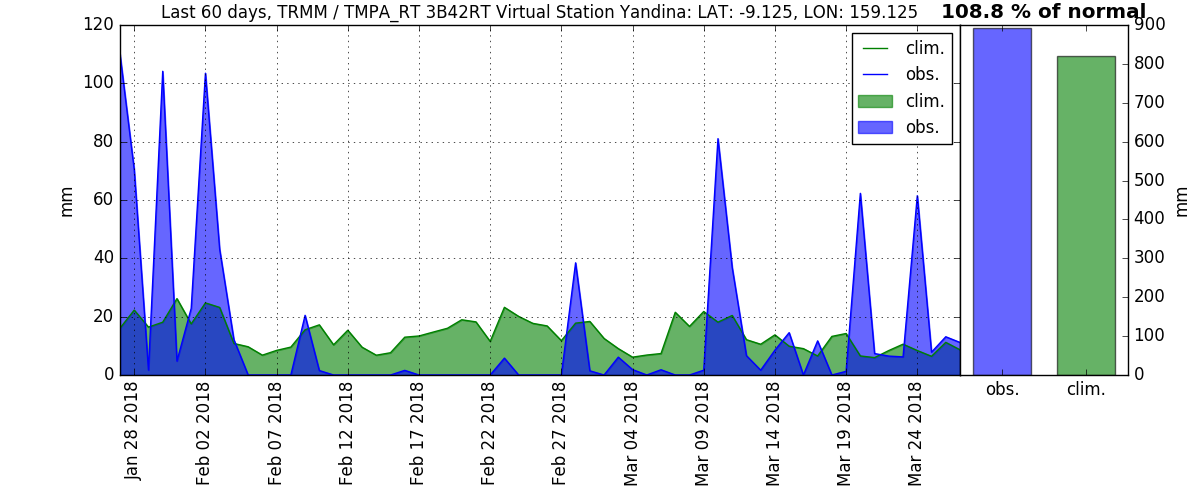 Last 60 days, TRMM / TMPA_RT 3B42RT Virtual Station Yandina: LAT: -9.125, LON: 159.125
108.8 % of normal
120
100
80
60
40
20
0
mm
clim.
obs.
clim.
obs.
900
800
700
600
500
400
300
200
100
0
mm
Jan 28 2018
Feb 02 2018
Feb 07 2018
Feb 12 2018
Feb 17 2018
Feb 22 2018
Feb 27 2018
Mar 04 2018
Mar 09 2018
Mar 14 2018
Mar 19 2018
Mar 24 2018
obs.
clim.